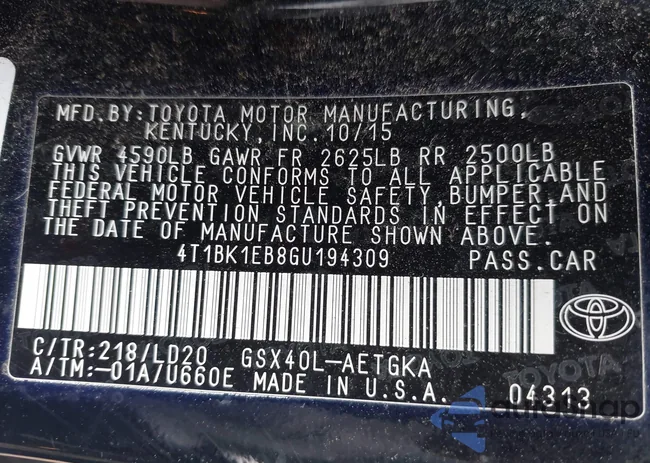 MFD.BY:TOYOTA MOTOR MANUFACTURING,
KENTUCKY,INC.10/15
GVWR 4590LB GAWR FR 2625LB RR 2500LB
THIS VEHICLE CONFORMS TO ALL APPLICABLE
FEDERAL MOTOR VEHICLE SAFETY,BUMPER,AND
THEFT PREVENTION STANDARDS IN EFFECT ON
THE DATE OF MANUFACTURE SHOWN ABOVE.
4T1BK1EB8GU194309 PASS.CAR
C/TR:218/LD20 GSX40L-AETGKA
A/TM:-01A/U660E MADE IN U.S.A. 04313
TOYOTA